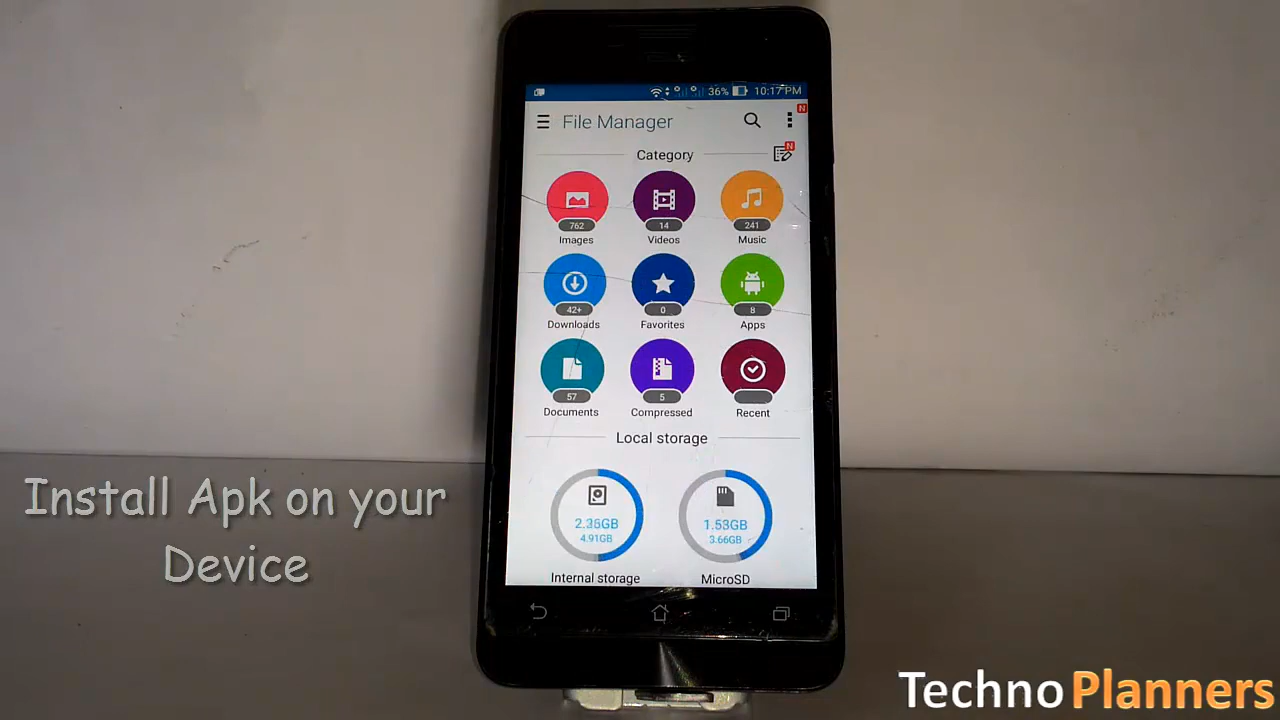 36% 10:17 PM
N
File Manager
Category
N
762
14
241
Images
Videos
Music
42+
0
8
Downloads
Favorites
Apps
57
5
Documents
Compressed
Recent
Local storage
2.36GB
1.53GB
4.91GB
3.66GB
Internal storage
MicroSD
Install Apk on your
Device
Techno Planners